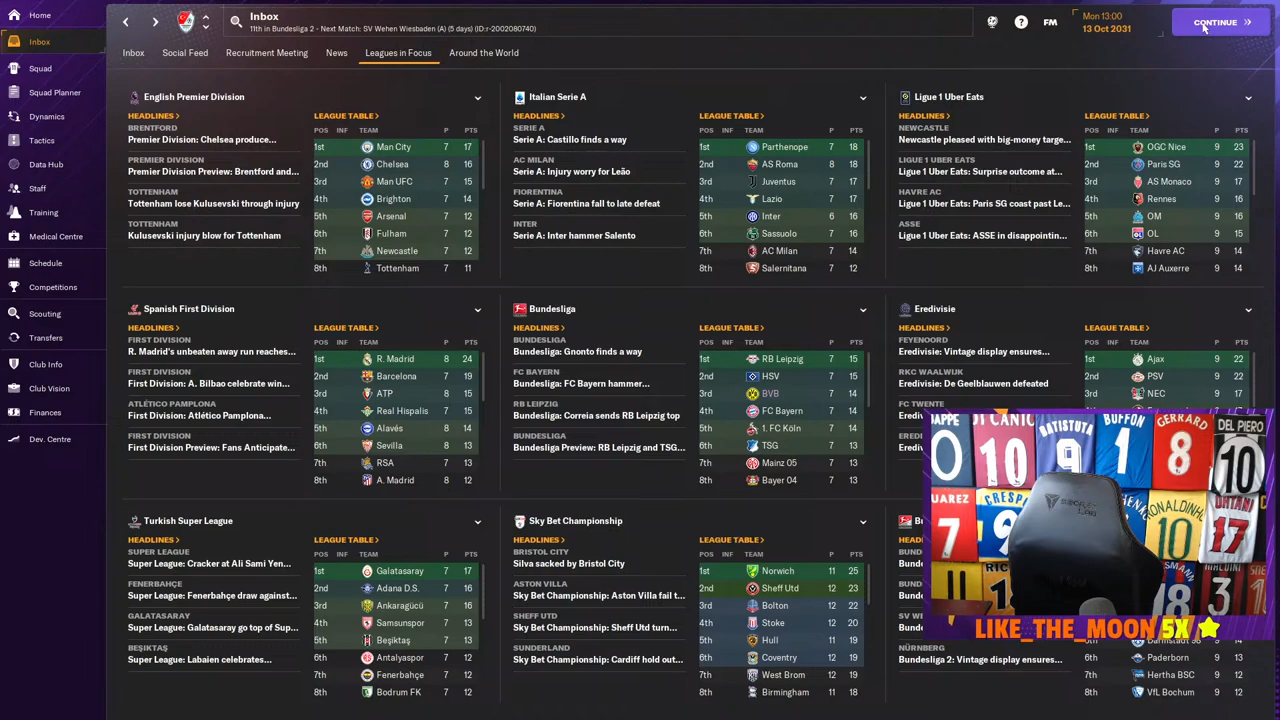 Home
Inbox
Squad
Squad Planner
Dynamics
Tactics
Data Hub
Staff
Training
Medical Centre
Schedule
Competitions
Scouting
Transfers
Club Info
Club Vision
Finances
Dev. Centre
Inbox
11th in Bundesliga 2 - Next Match: SV Wehen Wiesbaden (A) (5 days) (ID:r-2002080740)
FM
Mon 13:00
13 Oct 2031
CONTINUE
Inbox Social Feed Recruitment Meeting News Leagues in Focus Around the World
English Premier Division
HEADLINES >
BRENTFORD
Premier Division: Chelsea produce...
PREMIER DIVISION
Premier Division Preview: Brentford and...
TOTTENHAM
Tottenham lose Kulusevski through injury
TOTTENHAM
Kulusevski injury blow for Tottenham
LEAGUE TABLE >
POS INF TEAM P PTS
1st Man City 7 17
2nd Chelsea 8 16
3rd Man UFC 7 15
4th Brighton 7 14
5th Arsenal 7 12
6th Fulham 7 12
7th Newcastle 7 12
8th Tottenham 7 11
Italian Serie A
HEADLINES >
SERIE A
Serie A: Castillo finds a way
AC MILAN
Serie A: Injury worry for Leão
FIORENTINA
Serie A: Fiorentina fall to late defeat
INTER
Serie A: Inter hammer Salento
LEAGUE TABLE >
POS INF TEAM P PTS
1st Parthenope 7 18
2nd AS Roma 8 18
3rd Juventus 7 17
4th Lazio 7 17
5th Inter 6 16
6th Sassuolo 7 16
7th AC Milan 7 14
8th Salernitana 7 12
Ligue 1 Uber Eats
HEADLINES >
NEWCASTLE
Newcastle pleased with big-money targe...
LIGUE 1 UBER EATS
Ligue 1 Uber Eats: Surprise outcome at...
HAVRE AC
Ligue 1 Uber Eats: Paris SG coast past Le...
ASSE
Ligue 1 Uber Eats: ASSE in disappointin...
LEAGUE TABLE >
POS INF TEAM P PTS
1st OGC Nice 9 23
2nd Paris SG 9 22
3rd AS Monaco 9 16
4th Rennes 9 16
5th OM 9 16
6th OL 9 15
7th Havre AC 9 14
8th AJ Auxerre 9 14
Spanish First Division
HEADLINES >
FIRST DIVISION
R. Madrid's unbeaten away run reaches...
FIRST DIVISION
First Division: A. Bilbao celebrate win...
ATLÉTICO PAMPLONA
First Division: Atlético Pamplona...
FIRST DIVISION
First Division Preview: Fans Anticipate...
LEAGUE TABLE >
POS INF TEAM P PTS
1st R. Madrid 8 24
2nd Barcelona 7 19
3rd ATP 8 15
4th Real Hispalis 7 15
5th Alavés 8 14
6th Sevilla 8 13
7th RSA 7 13
8th A. Madrid 8 12
Bundesliga
HEADLINES >
BUNDESLIGA
Bundesliga: Gnonto finds a way
FC BAYERN
Bundesliga: FC Bayern hammer...
RB LEIPZIG
Bundesliga: Correia sends RB Leipzig top
BUNDESLIGA
Bundesliga Preview: RB Leipzig and TSG...
LEAGUE TABLE >
POS INF TEAM P PTS
1st RB Leipzig 7 15
2nd HSV 7 15
3rd BVB 7 14
4th FC Bayern 7 14
5th 1. FC Köln 7 14
6th TSG 7 13
7th Mainz 05 7 13
8th Bayer 04 7 13
Eredivisie
HEADLINES >
FEYENOORD
Eredivisie: Vintage display ensures...
RKC WAALWIJK
Eredivisie: De Geelblauwen defeated
FC TWENTE
LEAGUE TABLE >
POS INF TEAM P PTS
1st Ajax 9 22
2nd PSV 9 22
3rd NEC 9 17
Turkish Super League
HEADLINES >
SUPER LEAGUE
Super League: Cracker at Ali Sami Yen...
FENERBAHÇE
Super League: Fenerbahçe draw against...
GALATASARAY
Super League: Galatasaray go top of Sup...
BEŞİKTAŞ
Super League: Labaien celebrates...
LEAGUE TABLE >
POS INF TEAM P PTS
1st Galatasaray 7 17
2nd Adana D.S. 7 16
3rd Ankaragücü 7 16
4th Samsunspor 7 13
5th Beşiktaş 7 13
6th Antalyaspor 7 12
7th Fenerbahçe 7 12
8th Bodrum FK 7 12
Sky Bet Championship
HEADLINES >
BRISTOL CITY
Silva sacked by Bristol City
ASTON VILLA
Sky Bet Championship: Aston Villa fail t...
SHEFF UTD
Sky Bet Championship: Sheff Utd turn...
SUNDERLAND
Sky Bet Championship: Cardiff hold out...
LEAGUE TABLE >
POS INF TEAM P PTS
1st Norwich 11 25
2nd Sheff Utd 12 23
3rd Bolton 12 22
4th Stoke 12 20
5th Hull 11 19
6th Coventry 12 19
7th West Brom 12 19
8th Birmingham 11 18
HEADLINES >
NÜRNBERG
Bundesliga 2: Vintage display ensures...
6th Paderborn 9 13
7th Hertha BSC 9 12
8th VfL Bochum 9 12
DI CANIO
10
BATISTUTA
9
BUFFON
1
GERRARD
8
DEL PIERO
10
7
RONALDINHO
10
OHTANI
17
SECRETLAB
3
LIKE_THE_MOON 5X